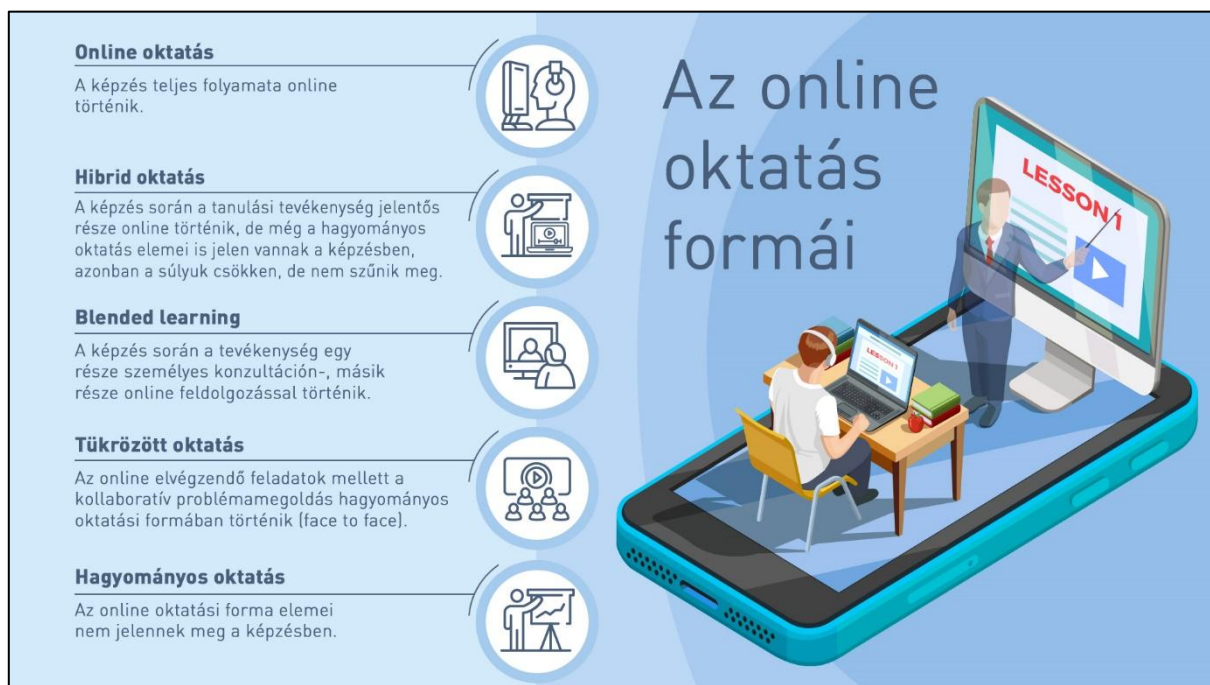 Online oktatás
A képzés teljes folyamata online
történik.
Hibrid oktatás
A képzés során a tanulási tevékenység jelentős
része online történik, de még a hagyományos
oktatás elemei is jelen vannak a képzésben,
azonban a súlyuk csökken, de nem szűnik meg.
Blended learning
A képzés során a tevékenység egy
része személyes konzultáción-, másik
része online feldolgozással történik.
Tükrözött oktatás
Az online elvégzendő feladatok mellett a
kollaboratív problémamegoldás hagyományos
oktatási formában történik (face to face).
Hagyományos oktatás
Az online oktatási forma elemei
nem jelennek meg a képzésben.
Az online
oktatás
formái
LESSON 1
LESSON 1